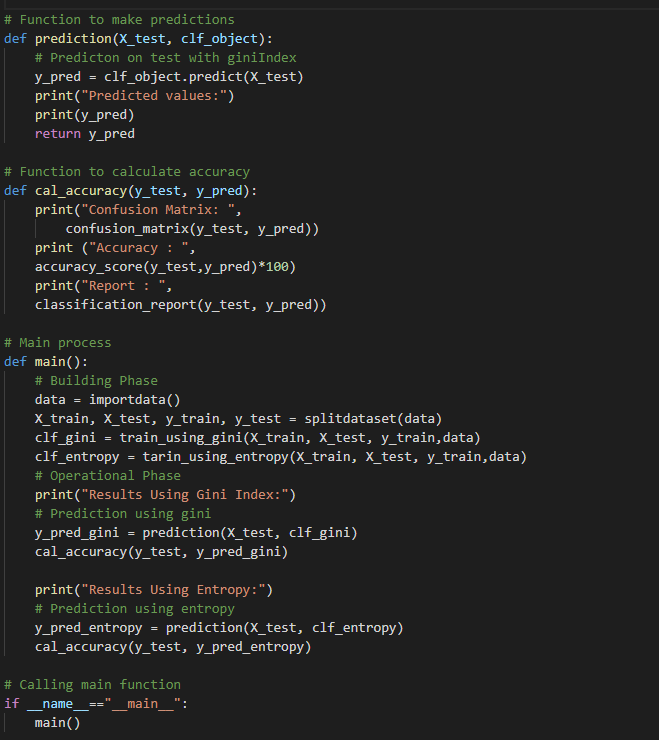 # Function to make predictions
def prediction(X_test, clf_object):
    # Predicton on test with giniIndex
    y_pred = clf_object.predict(X_test)
    print("Predicted values:")
    print(y_pred)
    return y_pred

# Function to calculate accuracy
def cal_accuracy(y_test, y_pred):
    print("Confusion Matrix: ",
        confusion_matrix(y_test, y_pred))
    print ("Accuracy : ",
    accuracy_score(y_test,y_pred)*100)
    print("Report : ",
    classification_report(y_test, y_pred))

# Main process
def main():
    # Building Phase
    data = importdata()
    X_train, X_test, y_train, y_test = splitdataset(data)
    clf_gini = train_using_gini(X_train, X_test, y_train,data)
    clf_entropy = tarin_using_entropy(X_train, X_test, y_train,data)
    # Operational Phase
    print("Results Using Gini Index:")
    # Prediction using gini
    y_pred_gini = prediction(X_test, clf_gini)
    cal_accuracy(y_test, y_pred_gini)

    print("Results Using Entropy:")
    # Prediction using entropy
    y_pred_entropy = prediction(X_test, clf_entropy)
    cal_accuracy(y_test, y_pred_entropy)

# Calling main function
if __name__=="__main__":
    main()